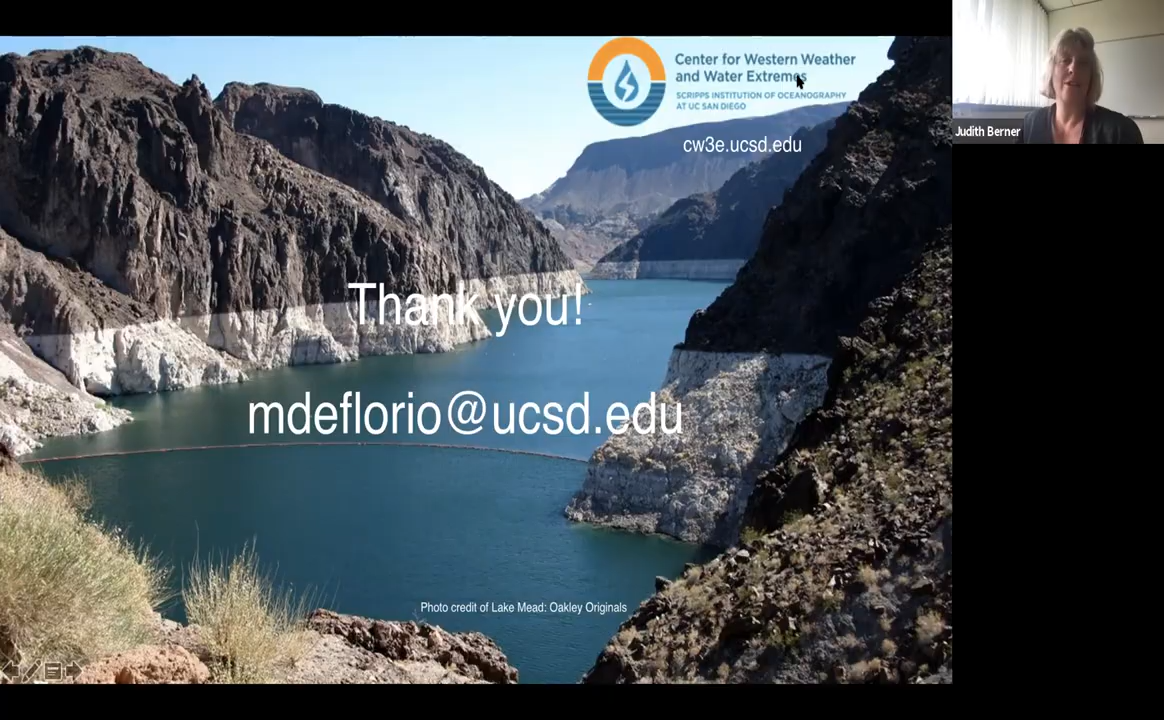 Center for Western Weather
and Water Extremes
SCRIPPS INSTITUTION OF OCEANOGRAPHY
AT UC SAN DIEGO
cw3e.ucsd.edu
Judith Berner
Thank you!
mdeflorio@ucsd.edu
Photo credit of Lake Mead: Oakley Originals